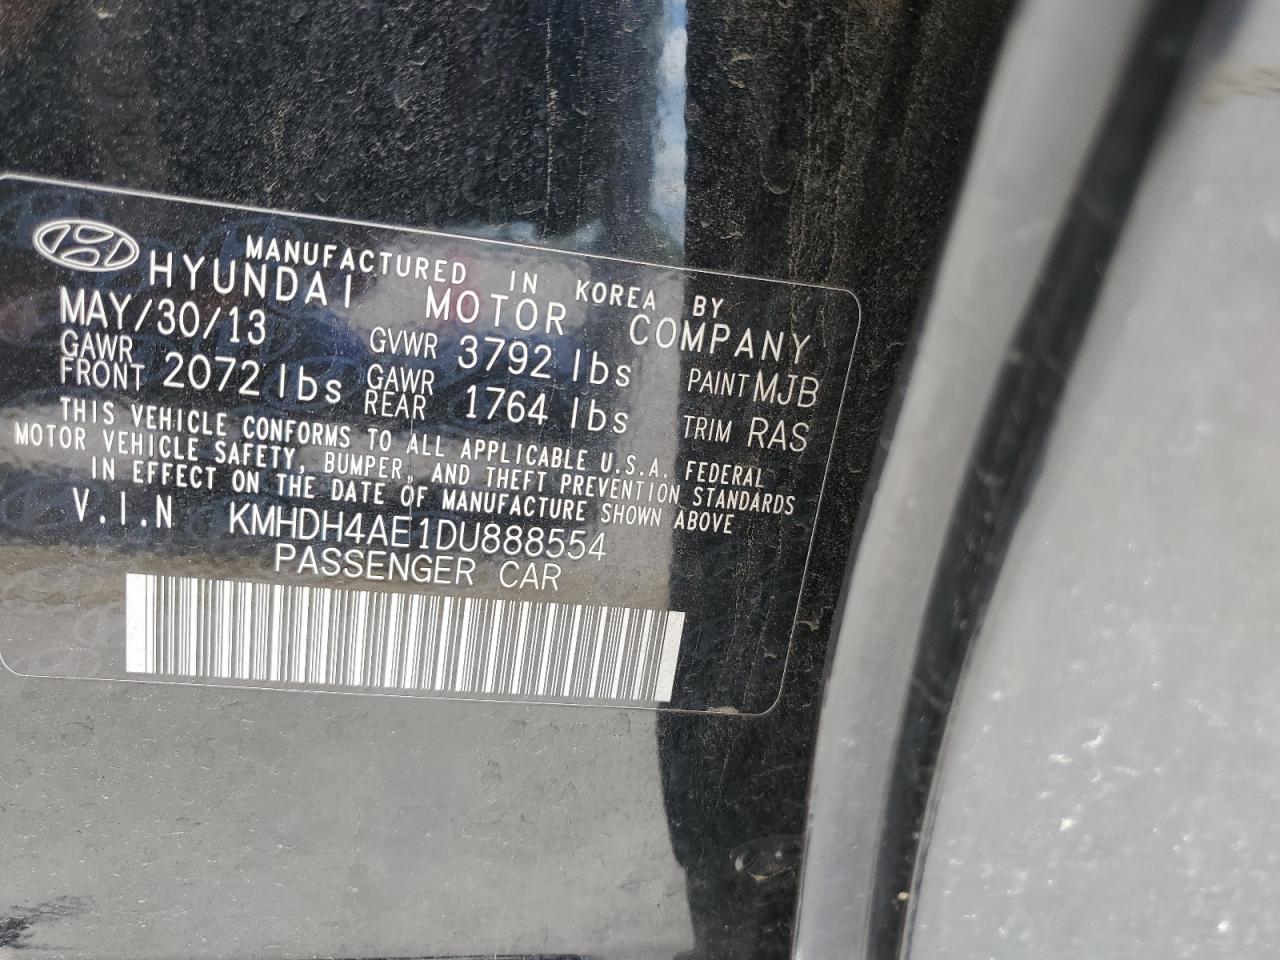 MANUFACTURED IN KOREA BY
HYUNDAI MOTOR COMPANY
MAY/30/13 GVWR 3792 lbs PAINT MJB
GAWR FRONT 2072 lbs GAWR REAR 1764 lbs TRIM RAS
THIS VEHICLE CONFORMS TO ALL APPLICABLE U.S.A. FEDERAL
MOTOR VEHICLE SAFETY, BUMPER, AND THEFT PREVENTION STANDARDS
IN EFFECT ON THE DATE OF MANUFACTURE SHOWN ABOVE
V.I.N KMHDH4AE1DU888554
PASSENGER CAR